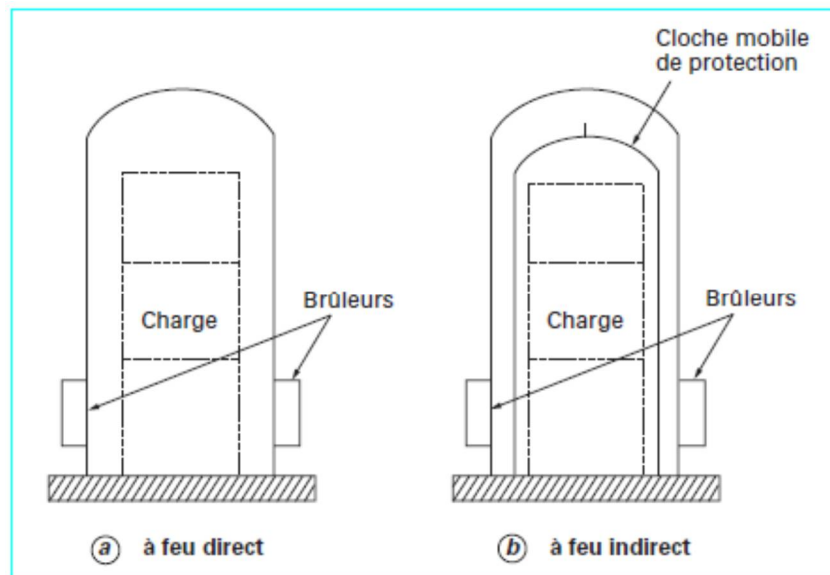 Cloche mobile
de protection
Brûleurs
Charge
Brûleurs
Charge
a à feu direct
b à feu indirect